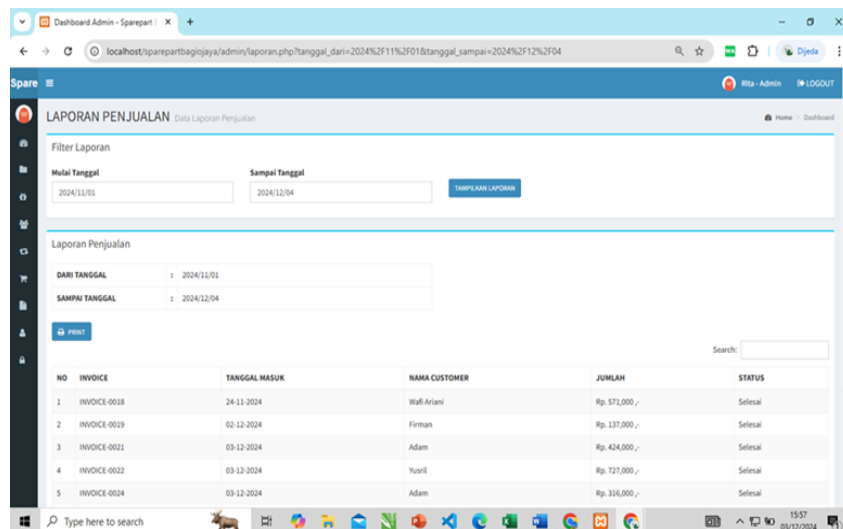 Dashboard Admin - Sparepart
localhost/sparepartbagiojaya/admin/laporan.php?tanggal_dari=2024%2F11%2F01&tanggal_sampai=2024%2F12%2F04
Dijeda
Spare
Rita - Admin
LOGOUT
LAPORAN PENJUALAN Data Laporan Penjualan
Home > Dashboard
Filter Laporan
Mulai Tanggal Sampai Tanggal
2024/11/01 2024/12/04 TAMPILKAN LAPORAN
Laporan Penjualan
DARI TANGGAL : 2024/11/01
SAMPAI TANGGAL : 2024/12/04
PRINT
Search:
NO INVOICE TANGGAL MASUK NAMA CUSTOMER JUMLAH STATUS
1 INVOICE-0018 24-11-2024 Wafi Ariani Rp. 571,000 ,- Selesai
2 INVOICE-0019 02-12-2024 Firman Rp. 137,000 ,- Selesai
3 INVOICE-0021 03-12-2024 Adam Rp. 424,000 ,- Selesai
4 INVOICE-0022 03-12-2024 Yusril Rp. 727,000 ,- Selesai
5 INVOICE-0024 03-12-2024 Adam Rp. 316,000 ,- Selesai
Type here to search
15:57
03/12/2024